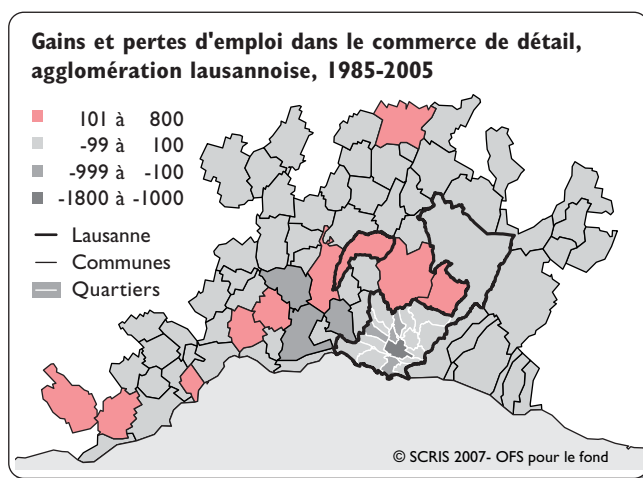 Gains et pertes d'emploi dans le commerce de détail,
agglomération lausannoise, 1985-2005
101 à 800
-99 à 100
-999 à -100
-1800 à -1000
Lausanne
Communes
Quartiers
© SCRIS 2007- OFS pour le fond